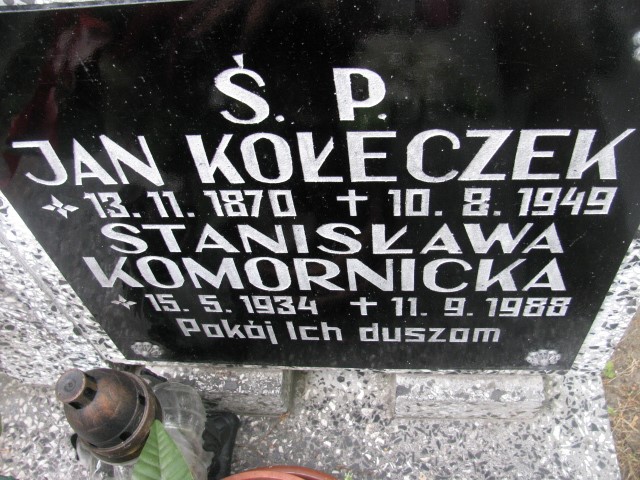 Ś. P.
JAN KOŁECZEK
13. 11. 1870 + 10. 8. 1949
STANISŁAWA
KOMORNICKA
15. 5. 1934 + 11. 9. 1988
Pokój Ich duszom